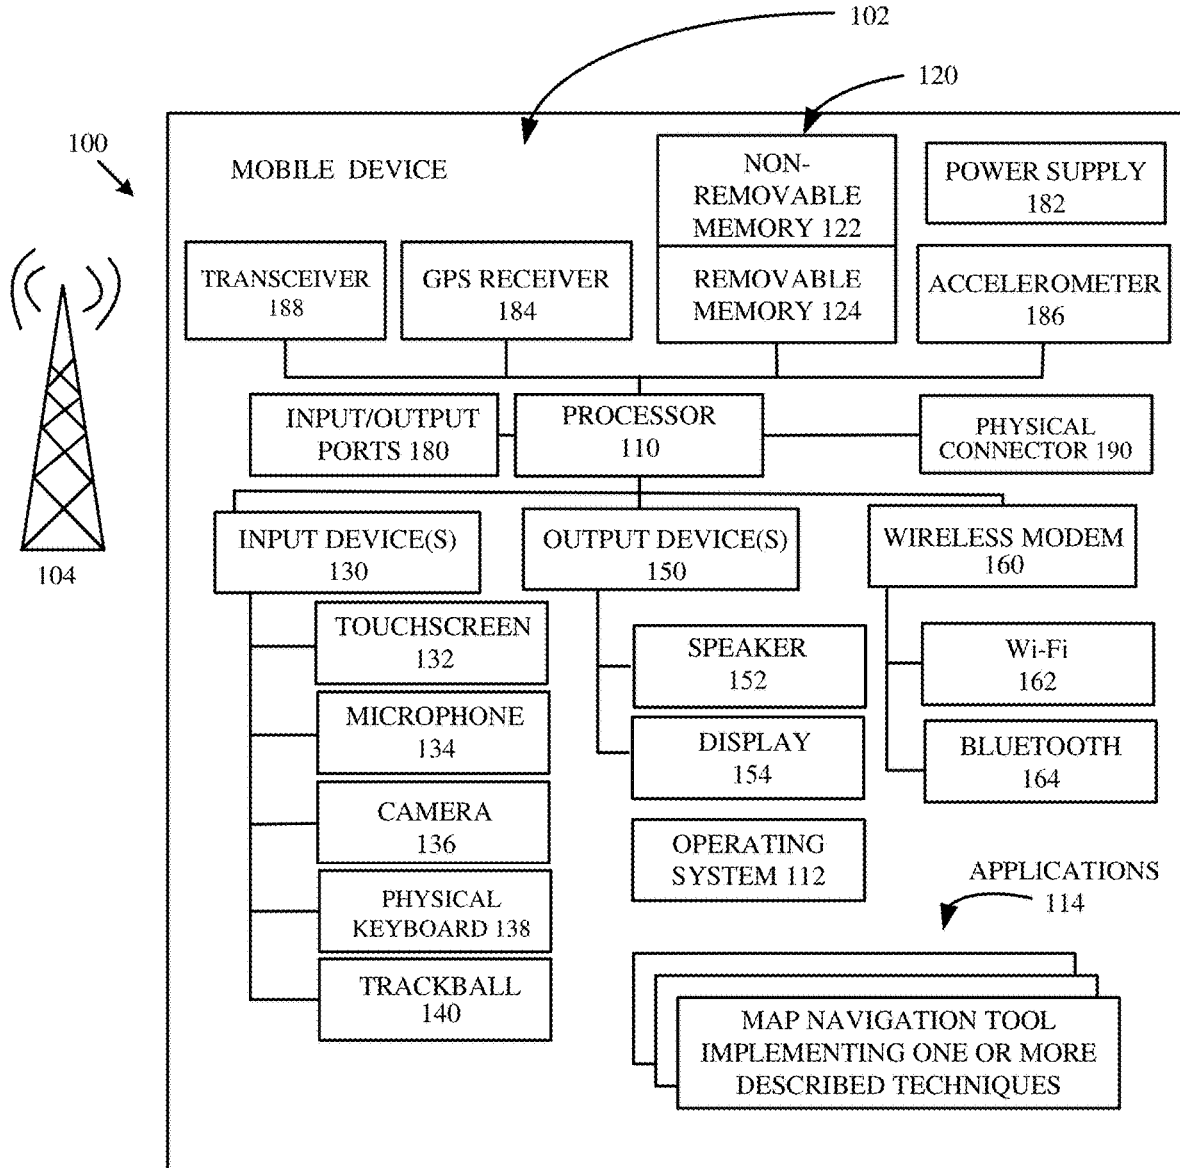 102
120
100
MOBILE DEVICE
NON-
REMOVABLE
MEMORY 122
POWER SUPPLY
182
TRANSCEIVER
188
GPS RECEIVER
184
REMOVABLE
MEMORY 124
ACCELEROMETER
186
INPUT/OUTPUT
PORTS 180
PROCESSOR
110
PHYSICAL
CONNECTOR 190
104
INPUT DEVICE(S)
130
OUTPUT DEVICE(S)
150
WIRELESS MODEM
160
TOUCHSCREEN
132
MICROPHONE
134
CAMERA
136
PHYSICAL
KEYBOARD 138
TRACKBALL
140
SPEAKER
152
DISPLAY
154
OPERATING
SYSTEM 112
Wi-Fi
162
BLUETOOTH
164
APPLICATIONS
114
MAP NAVIGATION TOOL
IMPLEMENTING ONE OR MORE
DESCRIBED TECHNIQUES